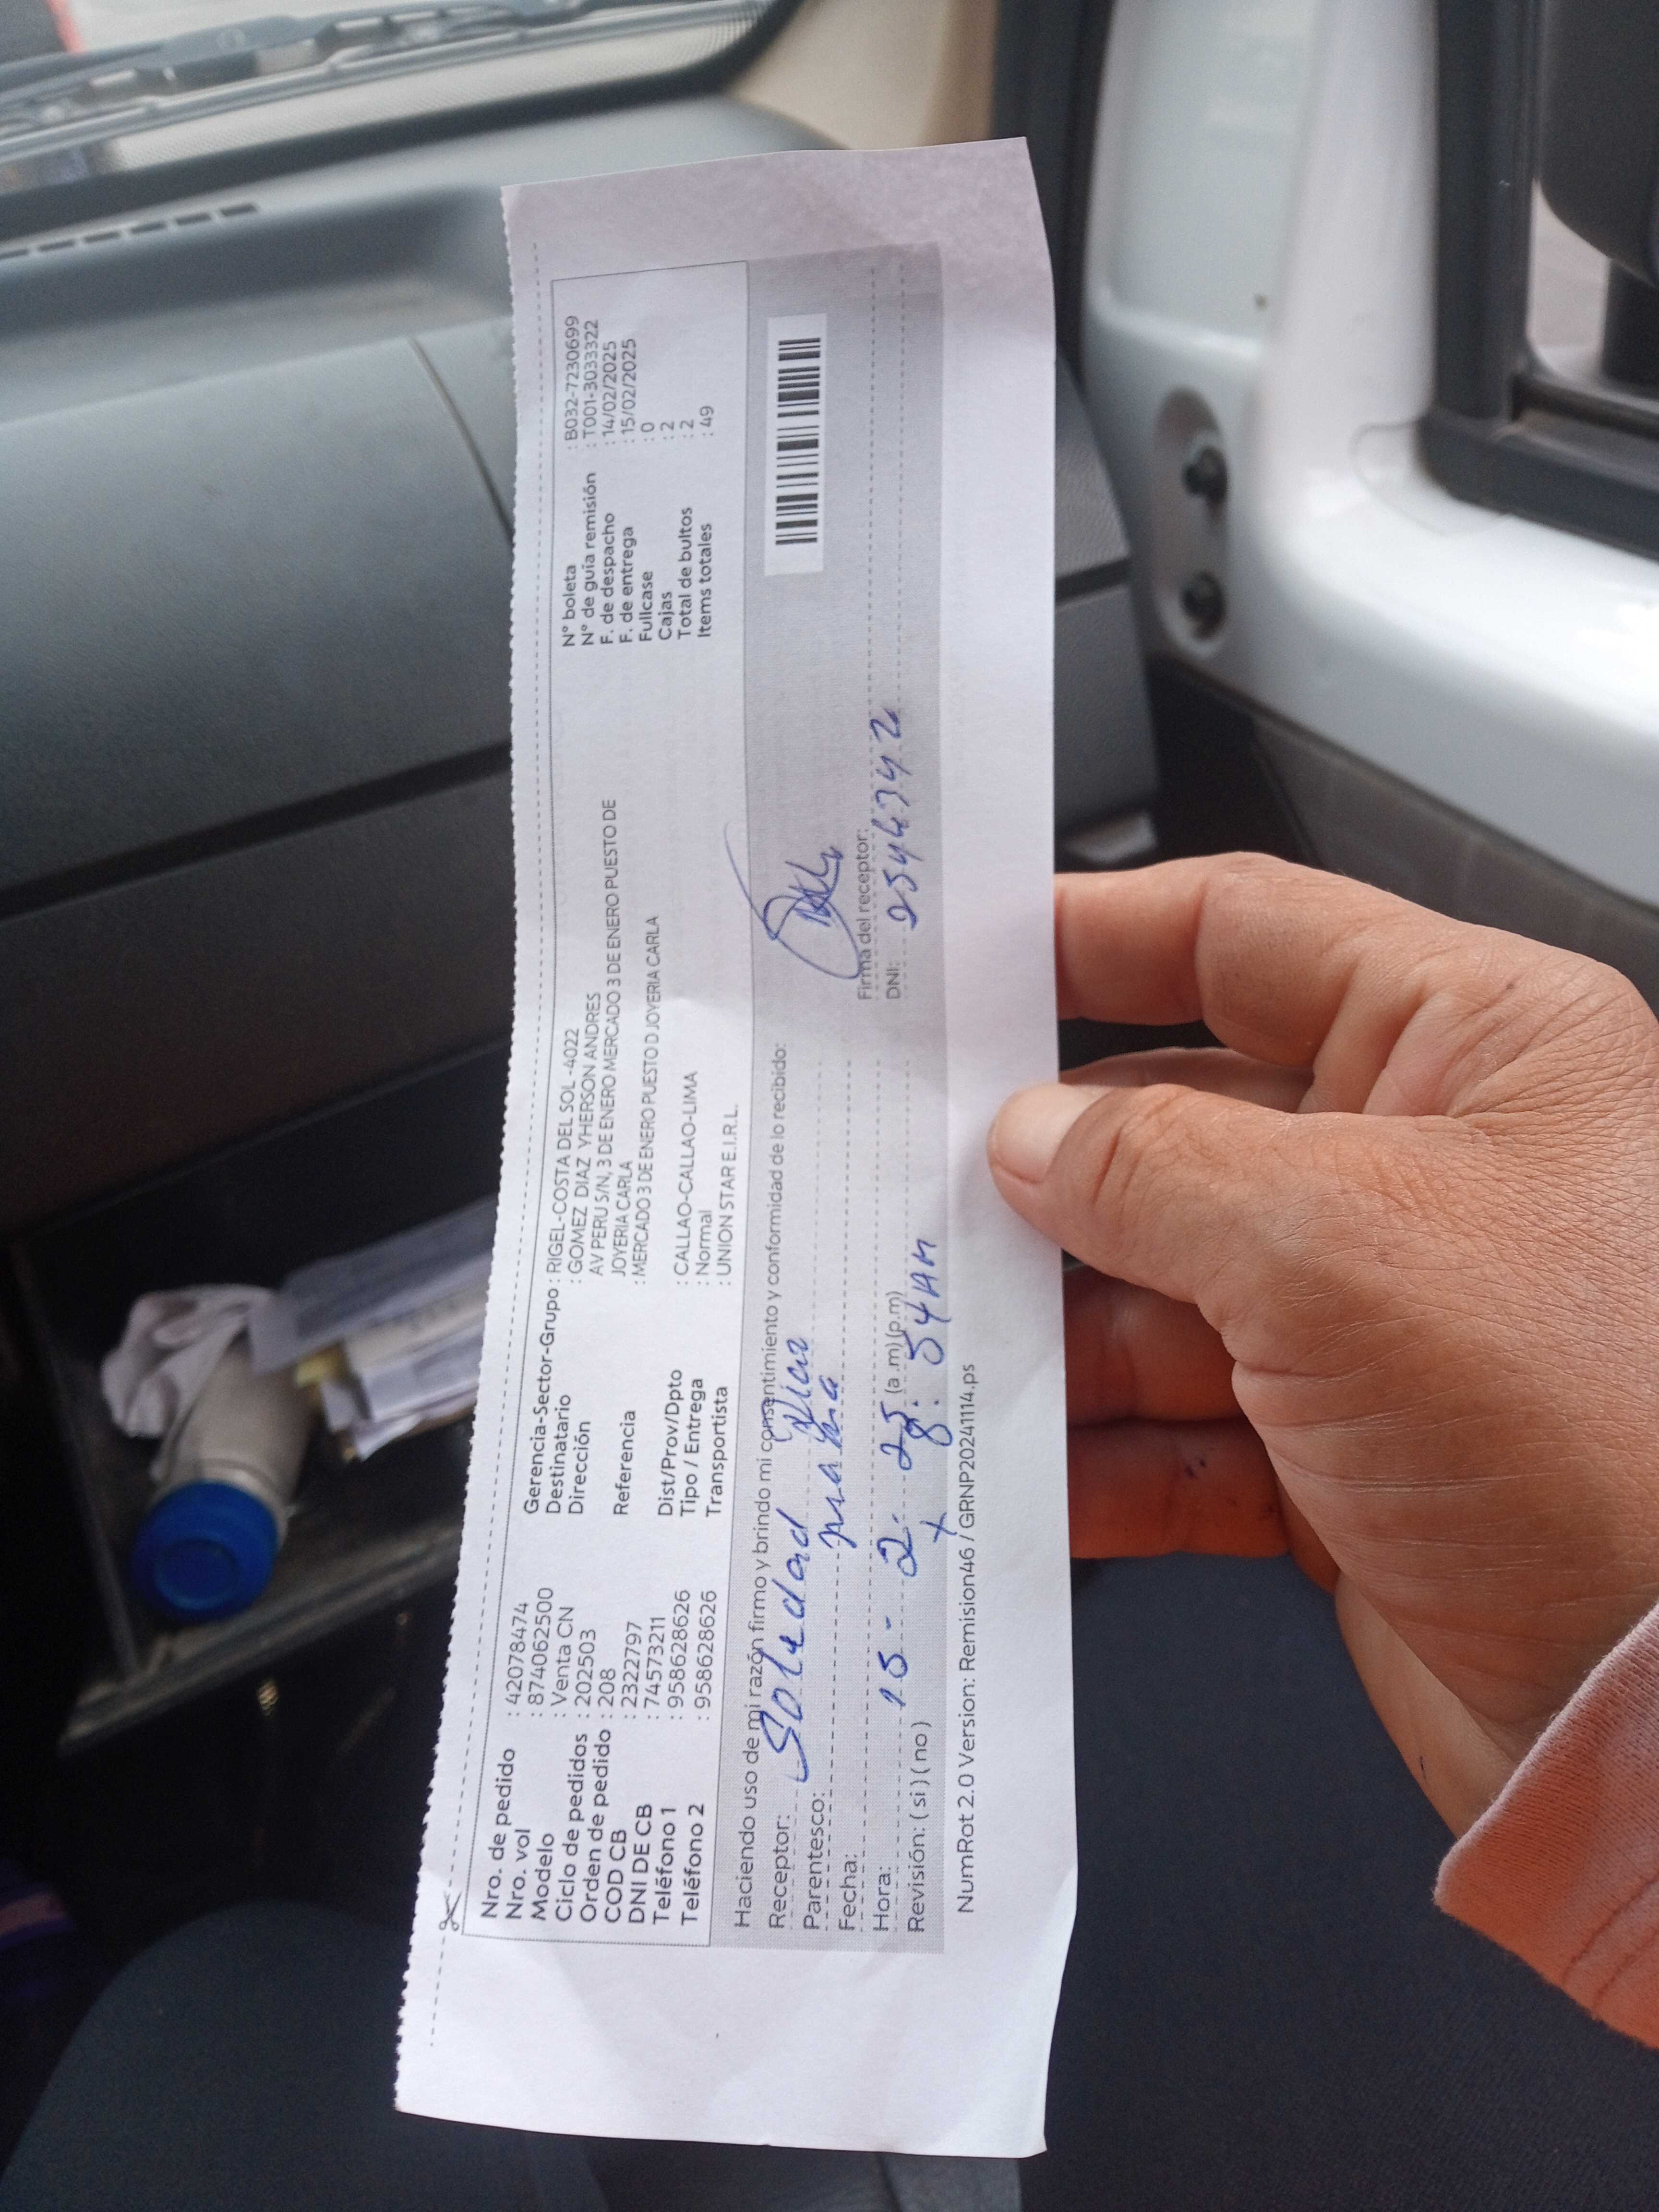 Nro. de pedido : 42078474
Nro. vol : 874062500
Modelo : Venta CN
Ciclo de pedidos : 202503
Orden de pedido : 208
COD CB : 2322797
DNI DE CB : 74573211
Teléfono 1 : 958628626
Teléfono 2 : 958628626
Gerencia-Sector-Grupo : RIGEL-COSTA DEL SOL -4022
Destinatario : GOMEZ DIAZ YHERSON ANDRES
Dirección AV PERU S/N, 3 DE ENERO MERCADO 3 DE ENERO PUESTO DE
JOYERIA CARLA
Referencia : MERCADO 3 DE ENERO PUESTO D JOYERIA CARLA
Dist/Prov/Dpto : CALLAO-CALLAO-LIMA
Tipo / Entrega : Normal
Transportista : UNION STAR E.I.R.L.
N° boleta : B032-7230699
N° de guía remisión : T001-3033322
F. de despacho : 14/02/2025
F. de entrega : 15/02/2025
Fullcase : 0
Cajas : 2
Total de bultos : 2
Items totales : 49
Haciendo uso de mi razón firmo y brindo mi consentimiento y conformidad de lo recibido:
Receptor: Soledad Diaz
Parentesco: mamá
Fecha: 15 - 2. 25
Hora: (a .m) (p.m) 8: 54 AM
Revisión: ( si ) ( no )
Firma del receptor:
DNI:
NumRot 2.0 Version: Remision46 / GRNP20241114.ps